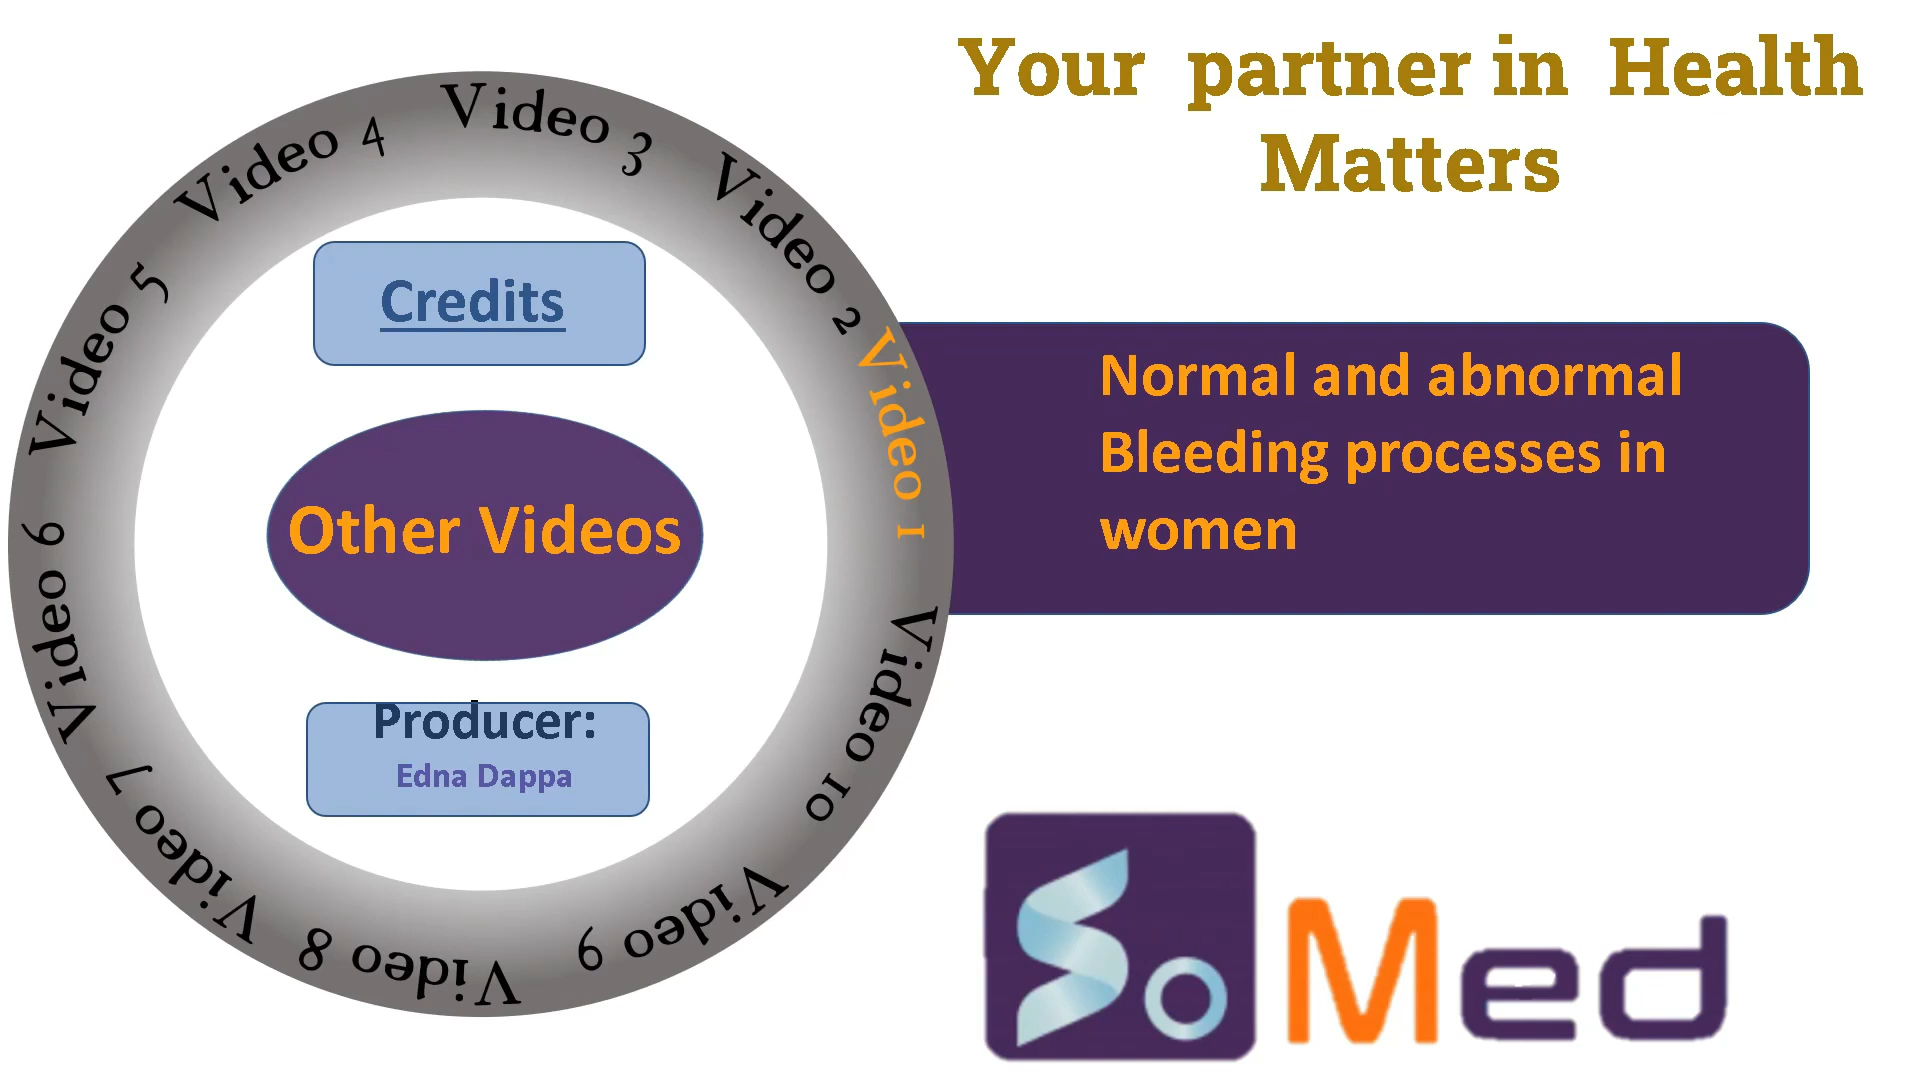 Your partner in Health
Matters
Video 1
Video 2
Video 3
Video 4
Video 5
Video 6
Video 7
Video 8
Video 9
Video 10
Credits
Other Videos
Producer:
Edna Dappa
Normal and abnormal
Bleeding processes in
women
SoMed